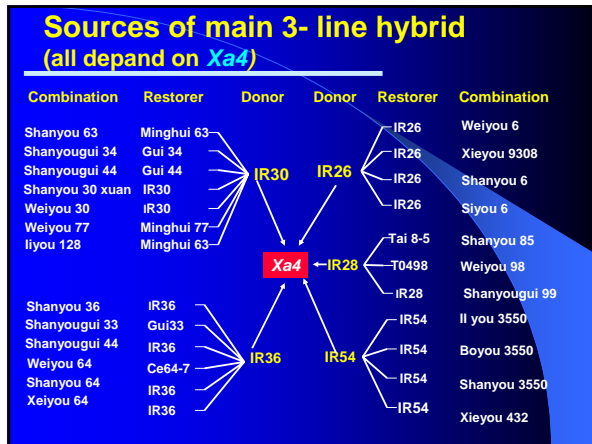 Sources of main 3- line hybrid
(all depand on Xa4)
Combination Restorer Donor Donor Restorer Combination
Shanyou 63 Minghui 63
Shanyougui 34 Gui 34
Shanyougui 44 Gui 44
Shanyou 30 xuan IR30
Weiyou 30 IR30
Weiyou 77 Minghui 77
Iiyou 128 Minghui 63
IR30
IR26
IR26 Weiyou 6
IR26 Xieyou 9308
IR26 Shanyou 6
IR26 Siyou 6
Xa4
IR28
Tai 8-5 Shanyou 85
T0498 Weiyou 98
IR28 Shanyougui 99
Shanyou 36 IR36
Shanyougui 33 Gui33
Shanyougui 44 IR36
Weiyou 64 Ce64-7
Shanyou 64 IR36
Xeiyou 64 IR36
IR36
IR54
IR54 II you 3550
IR54 Boyou 3550
IR54 Shanyou 3550
IR54 Xieyou 432